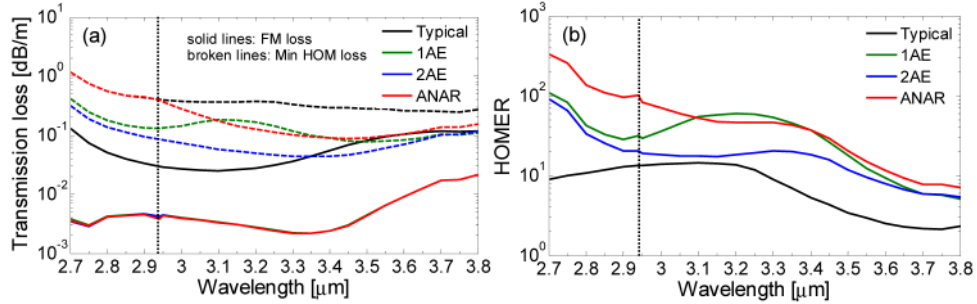 (a)
solid lines: FM loss
broken lines: Min HOM loss
Typical
1AE
2AE
ANAR
Transmission loss [dB/m]
10^1
10^0
10^-1
10^-2
10^-3
2.7 2.8 2.9 3 3.1 3.2 3.3 3.4 3.5 3.6 3.7 3.8
Wavelength [μm]
(b)
Typical
1AE
2AE
ANAR
HOMER
10^3
10^2
10^1
10^0
2.7 2.8 2.9 3 3.1 3.2 3.3 3.4 3.5 3.6 3.7 3.8
Wavelength [μm]